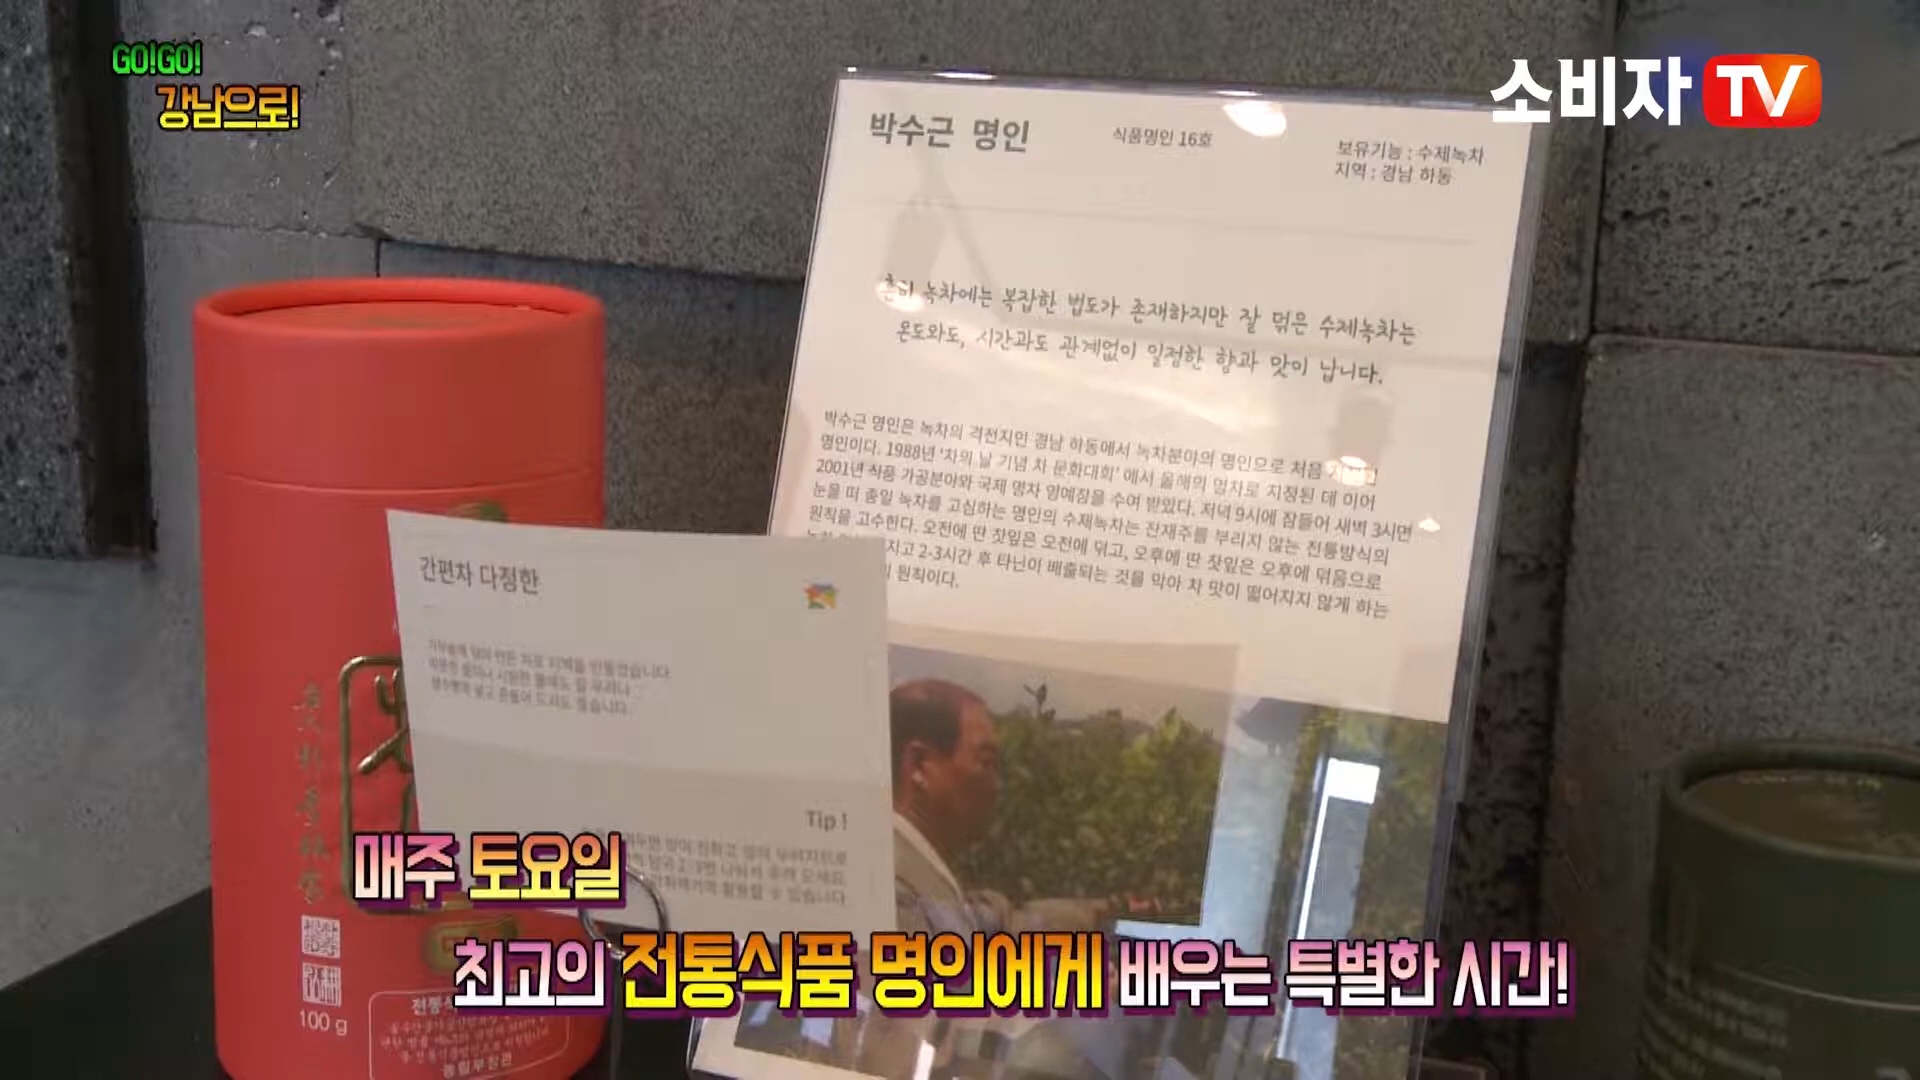 GO!GO!
강남으로!
소비자TV
박수근 명인
식품명인 16호
보유기능 : 수제녹차
지역 : 경남 하동
흔히 녹차에는 복잡한 법도가 존재하지만 잘 덖은 수제녹차는
온도와도, 시간과도 관계없이 일정한 향과 맛이 납니다.
박수근 명인은 녹차의 격전지인 경남 하동에서 녹차분야의 명인으로 처음
명인이다. 1988년 '차의 날 기념 차 문화대회' 에서 올해의 명차로 지정된 데 이어
2001년 식품 가공분야와 국제 명차 영예장을 수여 받았다. 저녁 9시에 잠들어 새벽 3시면
눈을 떠 종일 녹차를 고심하는 명인의 수제녹차는 잔재주를 부리지 않는 전통방식의
원칙을 고수한다. 오전에 딴 찻잎은 오전에 덖고, 오후에 딴 찻잎은 오후에 덖음으로
지고 2-3시간 후 타닌이 배출되는 것을 막아 차 맛이 떨어지지 않게 하는
원칙이다.
간편차 다정한
Tip !
100 g
매주 토요일
최고의 전통식품 명인에게 배우는 특별한 시간!